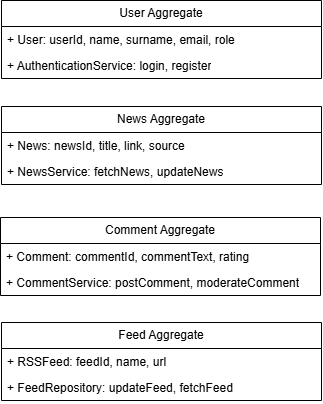 User Aggregate
+ User: userId, name, surname, email, role
+ AuthenticationService: login, register
News Aggregate
+ News: newsId, title, link, source
+ NewsService: fetchNews, updateNews
Comment Aggregate
+ Comment: commentId, commentText, rating
+ CommentService: postComment, moderateComment
Feed Aggregate
+ RSSFeed: feedId, name, url
+ FeedRepository: updateFeed, fetchFeed